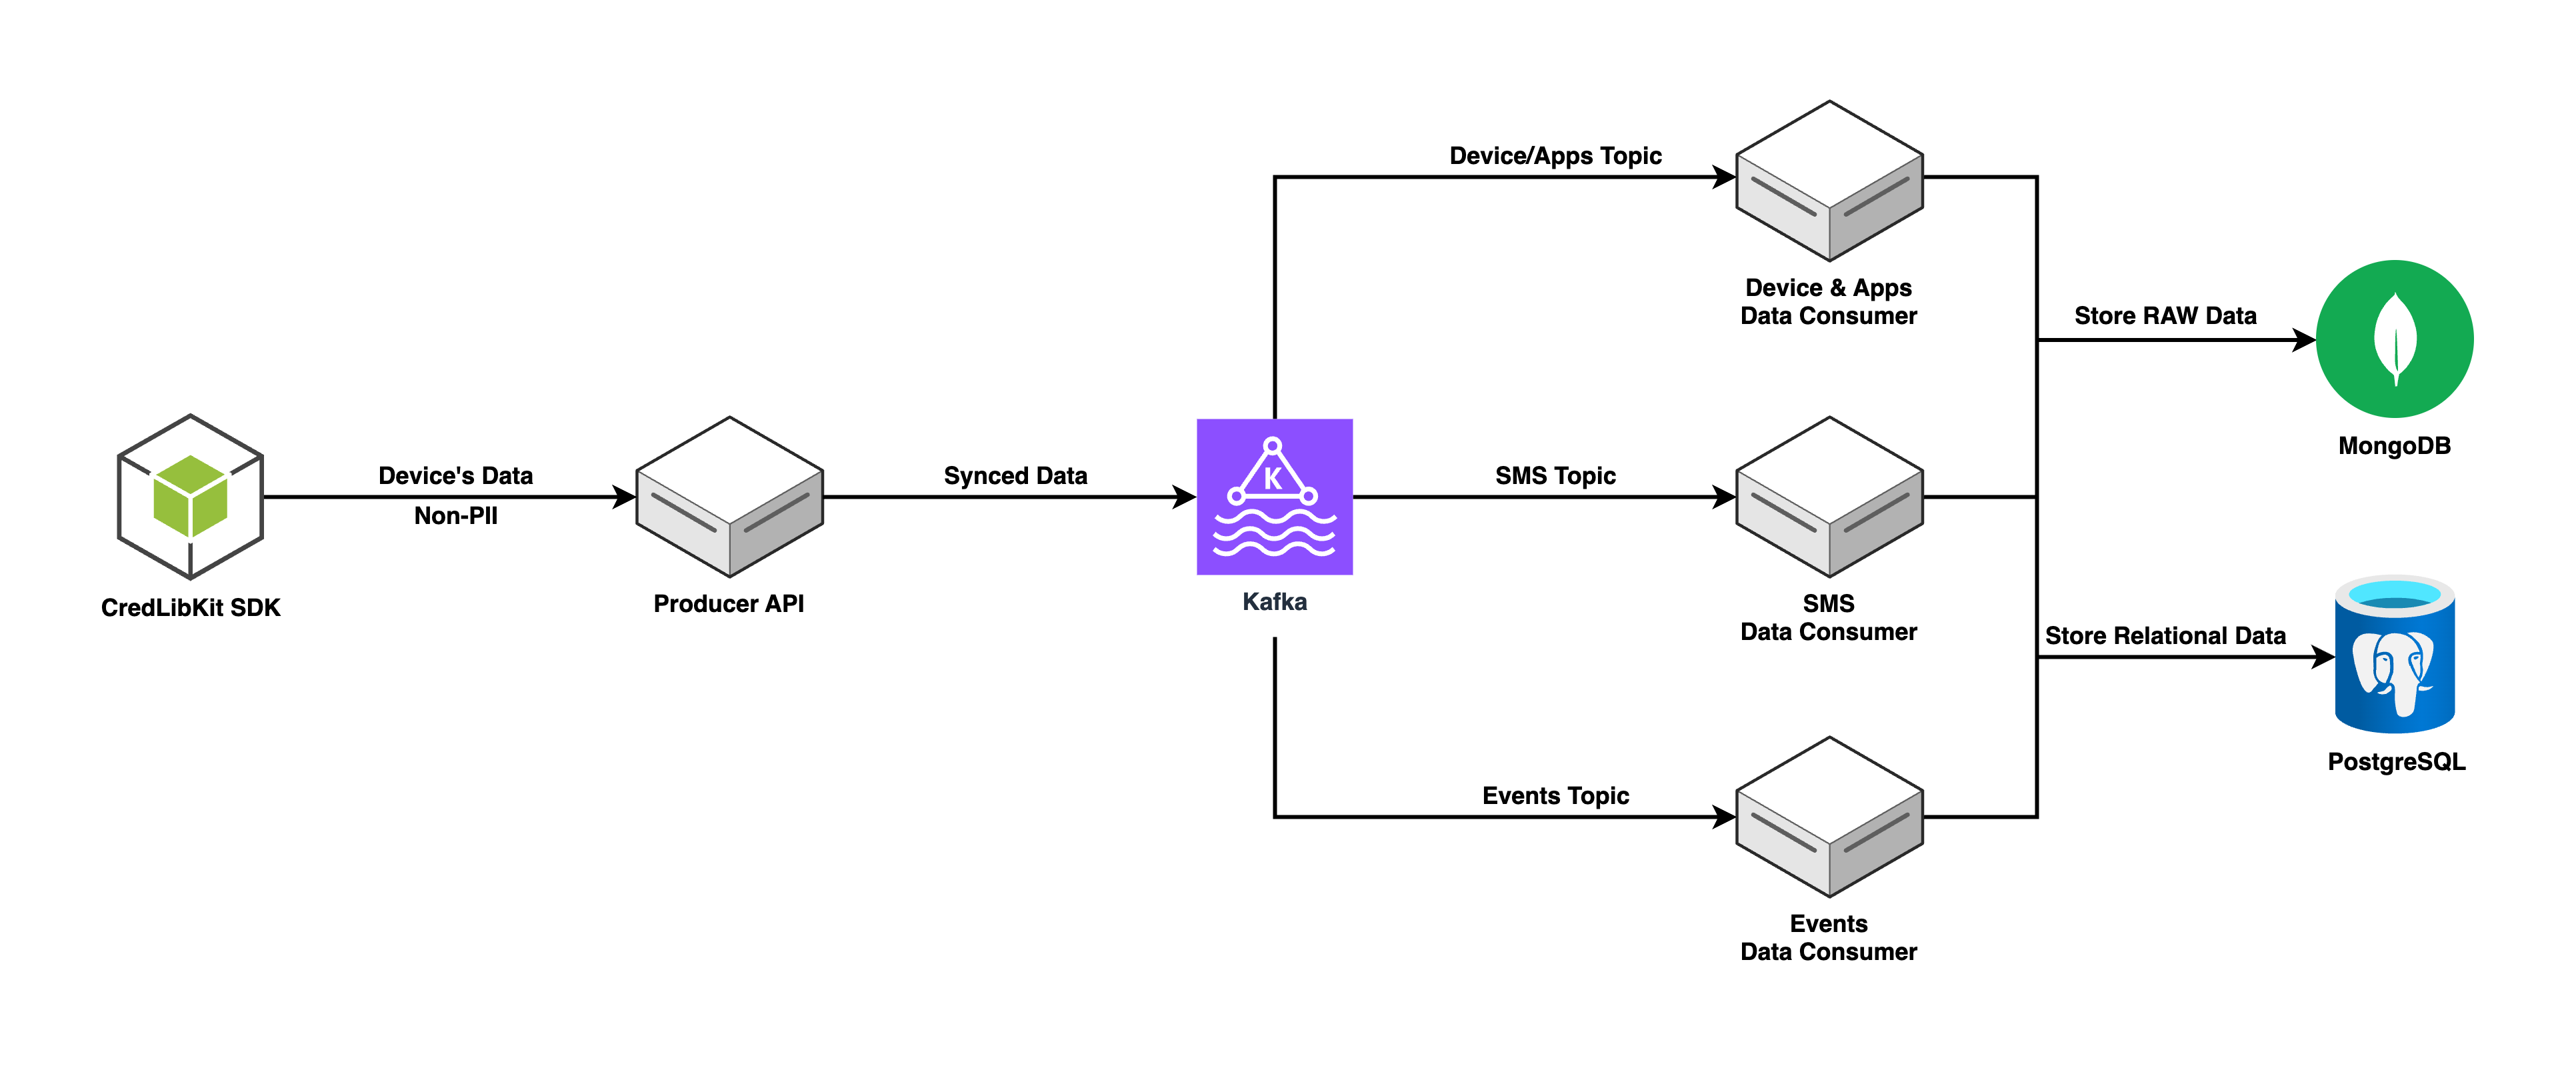 Device/Apps Topic
Device & Apps
Data Consumer
Store RAW Data
MongoDB
Device's Data
Non-PII
CredLibKit SDK
Producer API
Synced Data
K
Kafka
SMS Topic
SMS
Data Consumer
Store Relational Data
PostgreSQL
Events Topic
Events
Data Consumer